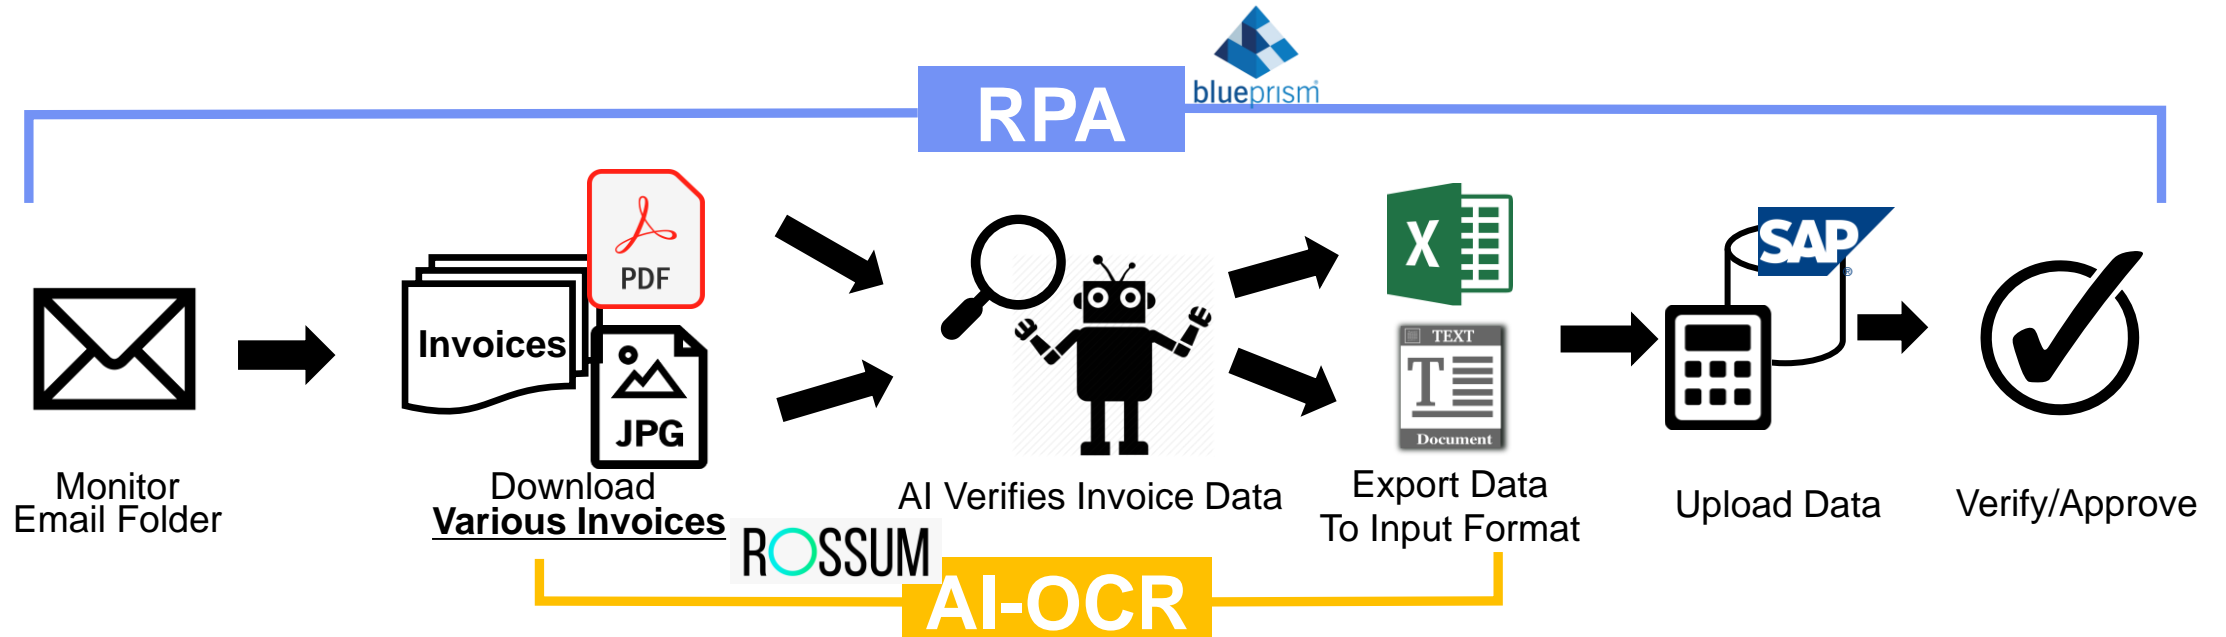 blueprism
RPA
SAP
®
PDF
X
Invoices
TEXT
T
JPG
Document
Monitor
Email Folder
Download
Various Invoices
AI Verifies Invoice Data
Export Data
To Input Format
Upload Data
Verify/Approve
ROSSUM
AI-OCR